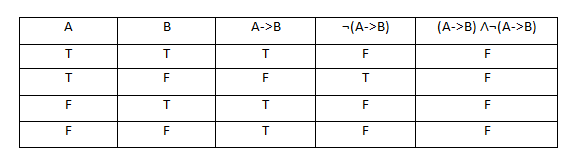 A B A->B ¬(A->B) (A->B) Λ¬(A->B)
T T T F F
T F F T F
F T T F F
F F T F F